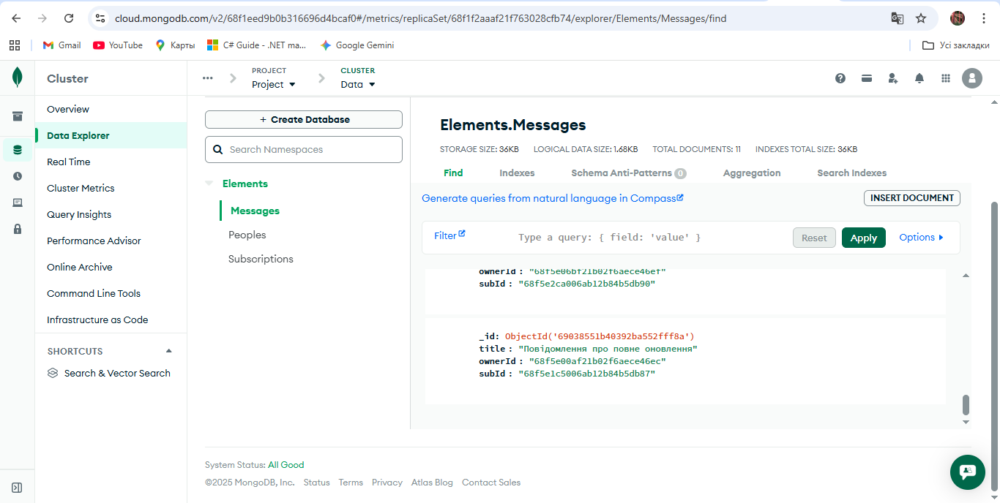 cloud.mongodb.com/v2/68f1eed9b0b316696d4bcaf0#/metrics/replicaSet/68f1f2aaaf21f763028cfb74/explorer/Elements/Messages/find
Gmail YouTube Карты C# Guide - .NET ma... Google Gemini Усі закладки
Cluster
PROJECT
Project
CLUSTER
Data
Overview
Data Explorer
Real Time
Cluster Metrics
Query Insights
Performance Advisor
Online Archive
Command Line Tools
Infrastructure as Code
SHORTCUTS
Search & Vector Search
+ Create Database
Search Namespaces
Elements
Messages
Peoples
Subscriptions
Elements.Messages
STORAGE SIZE: 36KB LOGICAL DATA SIZE: 1.68KB TOTAL DOCUMENTS: 11 INDEXES TOTAL SIZE: 36KB
Find Indexes Schema Anti-Patterns 0 Aggregation Search Indexes
Generate queries from natural language in Compass
INSERT DOCUMENT
Filter Type a query: { field: 'value' } Reset Apply Options
ownerId : "68f5e06bf21b02f6aece46ef"
subId : "68f5e2ca006ab12b84b5db90"
_id: ObjectId('69038551b40392ba552fff8a')
title : "Повідомлення про повне оновлення"
ownerId : "68f5e00af21b02f6aece46ec"
subId : "68f5e1c5006ab12b84b5db87"
System Status: All Good
©2025 MongoDB, Inc. Status Terms Privacy Atlas Blog Contact Sales